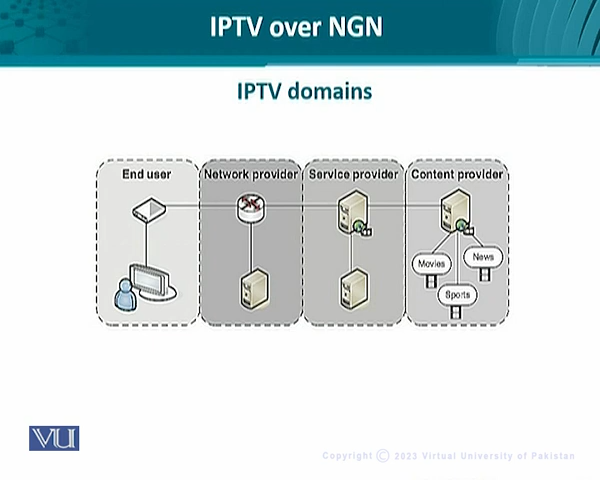 IPTV over NGN
IPTV domains
End user
Network provider
Service provider
Content provider
Movies
News
Sports
VU
Copyright © 2023 Virtual University of Pakistan